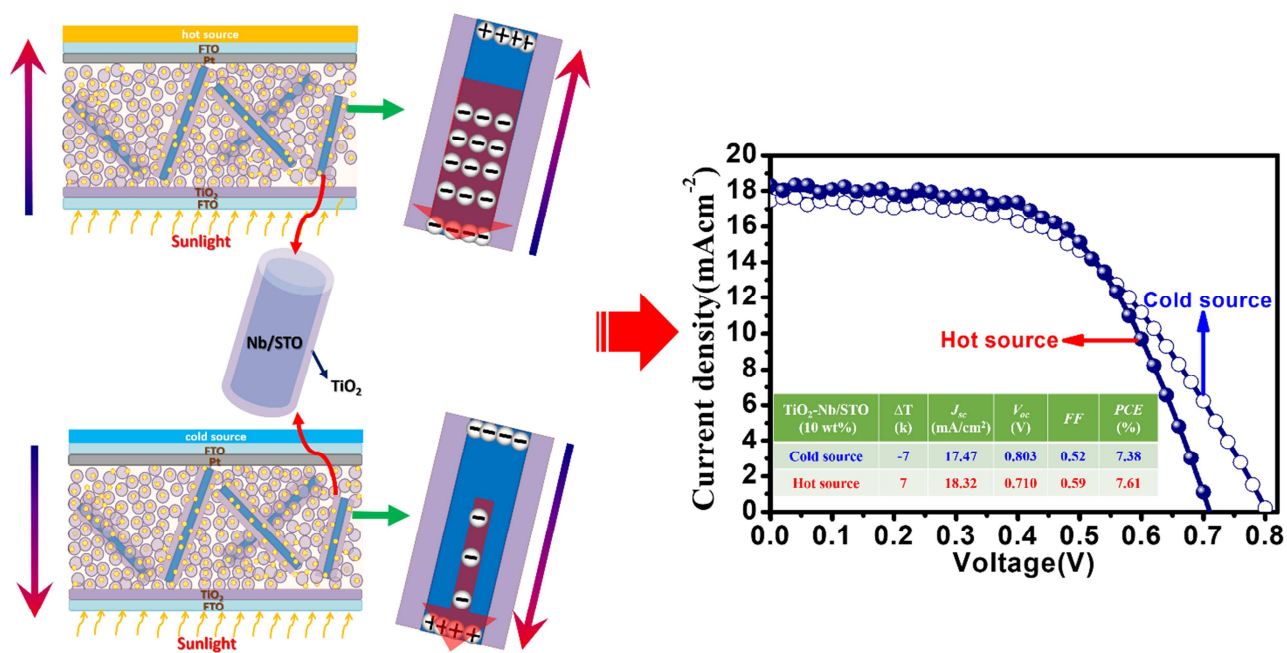 hot source
FTO
Pt
TiO2
FTO
Sunlight
Nb/STO
TiO2
cold source
FTO
Pt
TiO2
FTO
Sunlight
Current density(mAcm-2)
20
18
16
14
12
10
8
6
4
2
0
Cold source
Hot source
TiO2-Nb/STO (10 wt%) ΔT (k) Jsc (mA/cm2) Voc (V) FF PCE (%)
Cold source -7 17.47 0.803 0.52 7.38
Hot source 7 18.32 0.710 0.59 7.61
0.0 0.1 0.2 0.3 0.4 0.5 0.6 0.7 0.8
Voltage(V)